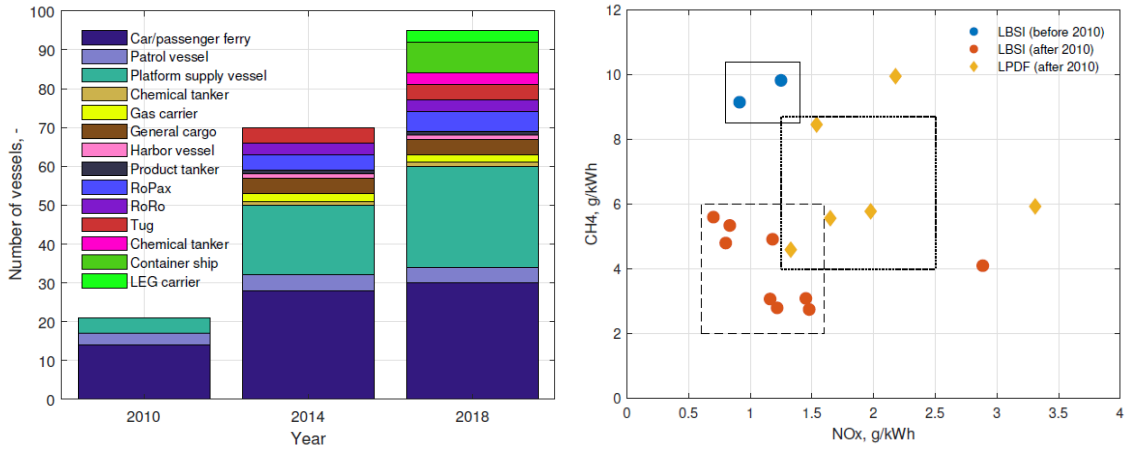 100
90
80
70
60
50
40
30
20
10
0
Number of vessels, -
Car/passenger ferry
Patrol vessel
Platform supply vessel
Chemical tanker
Gas carrier
General cargo
Harbor vessel
Product tanker
RoPax
RoRo
Tug
Chemical tanker
Container ship
LEG carrier
2010 2014 2018
Year
12
10
8
6
4
2
0
CH4, g/kWh
LBSI (before 2010)
LBSI (after 2010)
LPDF (after 2010)
0 0.5 1 1.5 2 2.5 3 3.5 4
NOx, g/kWh